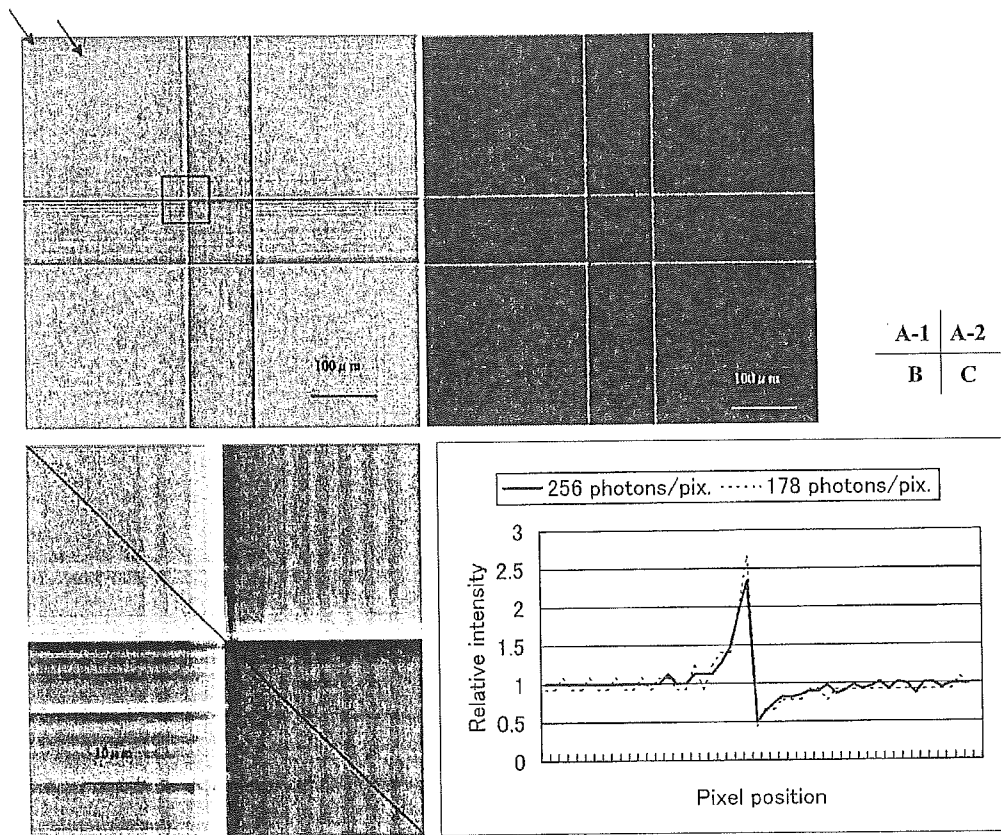 100 μm
100 μm
A-1 A-2
B C
10 μm
256 photons/pix. 178 photons/pix.
3
2.5
2
1.5
1
0.5
0
Relative intensity
Pixel position